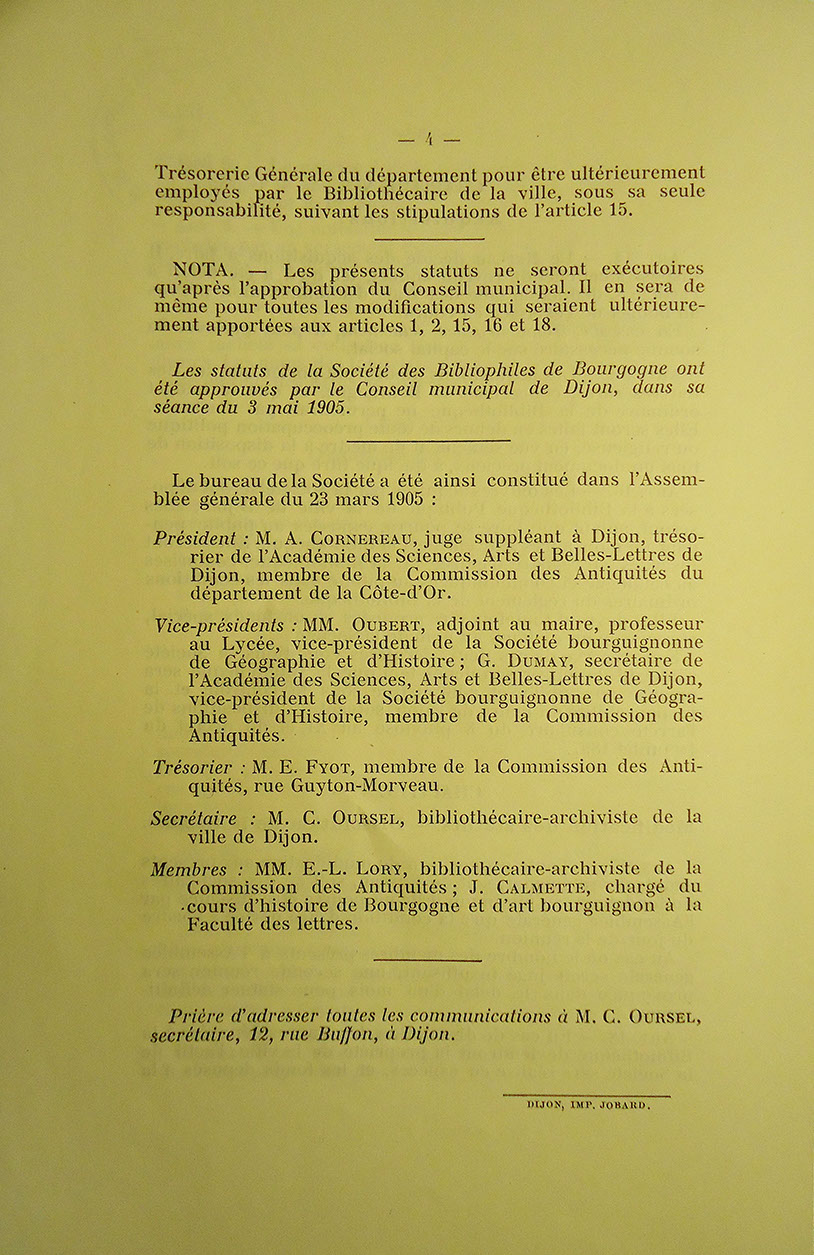 — 4 —
Trésorerie Générale du département pour être ultérieurement
employés par le Bibliothécaire de la ville, sous sa seule
responsabilité, suivant les stipulations de l'article 15.
NOTA. — Les présents statuts ne seront exécutoires
qu'après l'approbation du Conseil municipal. Il en sera de
même pour toutes les modifications qui seraient ultérieure-
ment apportées aux articles 1, 2, 15, 16 et 18.
Les statuts de la Société des Bibliophiles de Bourgogne ont
été approuvés par le Conseil municipal de Dijon, dans sa
séance du 3 mai 1905.
Le bureau de la Société a été ainsi constitué dans l'Assem-
blée générale du 23 mars 1905 :
Président : M. A. CORNEREAU, juge suppléant à Dijon, tréso-
rier de l'Académie des Sciences, Arts et Belles-Lettres de
Dijon, membre de la Commission des Antiquités du
département de la Côte-d'Or.
Vice-présidents : MM. OUBERT, adjoint au maire, professeur
au Lycée, vice-président de la Société bourguignonne
de Géographie et d'Histoire ; G. DUMAY, secrétaire de
l'Académie des Sciences, Arts et Belles-Lettres de Dijon,
vice-président de la Société bourguignonne de Géogra-
phie et d'Histoire, membre de la Commission des
Antiquités.
Trésorier : M. E. FYOT, membre de la Commission des Anti-
quités, rue Guyton-Morveau.
Secrétaire : M. C. OURSEL, bibliothécaire-archiviste de la
ville de Dijon.
Membres : MM. E.-L. LORY, bibliothécaire-archiviste de la
Commission des Antiquités ; J. CALMETTE, chargé du
cours d'histoire de Bourgogne et d'art bourguignon à la
Faculté des lettres.
Prière d'adresser toutes les communications à M. C. OURSEL,
secrétaire, 12, rue Buffon, à Dijon.
DIJON, IMP. JOBARD.